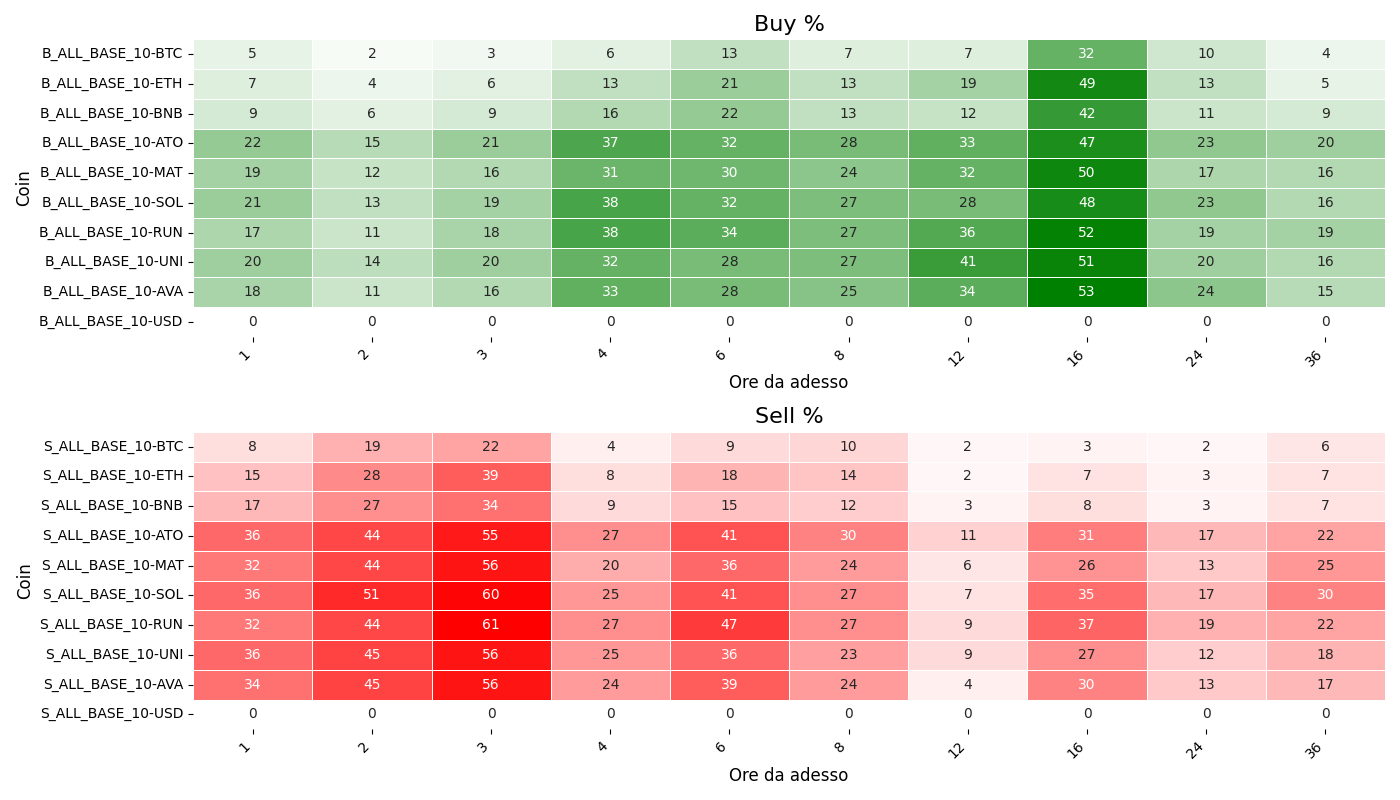 Buy %
Coin
B_ALL_BASE_10-BTC 5 2 3 6 13 7 7 32 10 4
B_ALL_BASE_10-ETH 7 4 6 13 21 13 19 49 13 5
B_ALL_BASE_10-BNB 9 6 9 16 22 13 12 42 11 9
B_ALL_BASE_10-ATO 22 15 21 37 32 28 33 47 23 20
B_ALL_BASE_10-MAT 19 12 16 31 30 24 32 50 17 16
B_ALL_BASE_10-SOL 21 13 19 38 32 27 28 48 23 16
B_ALL_BASE_10-RUN 17 11 18 38 34 27 36 52 19 19
B_ALL_BASE_10-UNI 20 14 20 32 28 27 41 51 20 16
B_ALL_BASE_10-AVA 18 11 16 33 28 25 34 53 24 15
B_ALL_BASE_10-USD 0 0 0 0 0 0 0 0 0 0
1 2 3 4 6 8 12 16 24 36
Ore da adesso
Sell %
Coin
S_ALL_BASE_10-BTC 8 19 22 4 9 10 2 3 2 6
S_ALL_BASE_10-ETH 15 28 39 8 18 14 2 7 3 7
S_ALL_BASE_10-BNB 17 27 34 9 15 12 3 8 3 7
S_ALL_BASE_10-ATO 36 44 55 27 41 30 11 31 17 22
S_ALL_BASE_10-MAT 32 44 56 20 36 24 6 26 13 25
S_ALL_BASE_10-SOL 36 51 60 25 41 27 7 35 17 30
S_ALL_BASE_10-RUN 32 44 61 27 47 27 9 37 19 22
S_ALL_BASE_10-UNI 36 45 56 25 36 23 9 27 12 18
S_ALL_BASE_10-AVA 34 45 56 24 39 24 4 30 13 17
S_ALL_BASE_10-USD 0 0 0 0 0 0 0 0 0 0
1 2 3 4 6 8 12 16 24 36
Ore da adesso